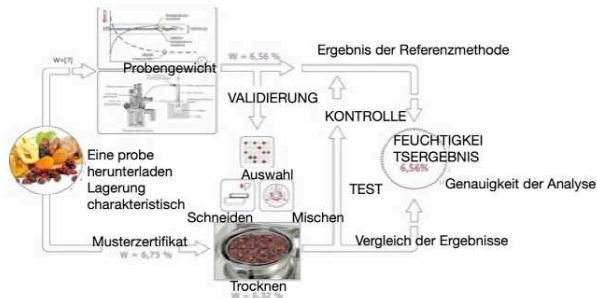 W=[?]
Probengewicht
W = 6,56 %
Ergebnis der Referenzmethode
VALIDIERUNG
KONTROLLE
Eine probe
herunterladen
Lagerung
charakteristisch
Auswahl
FEUCHTIGKEI
TSERGEBNIS
6,56%
Genauigkeit der Analyse
TEST
Schneiden
Mischen
Musterzertifikat
W = 6,75 %
Vergleich der Ergebnisse
Trocknen
W = 6,32 %